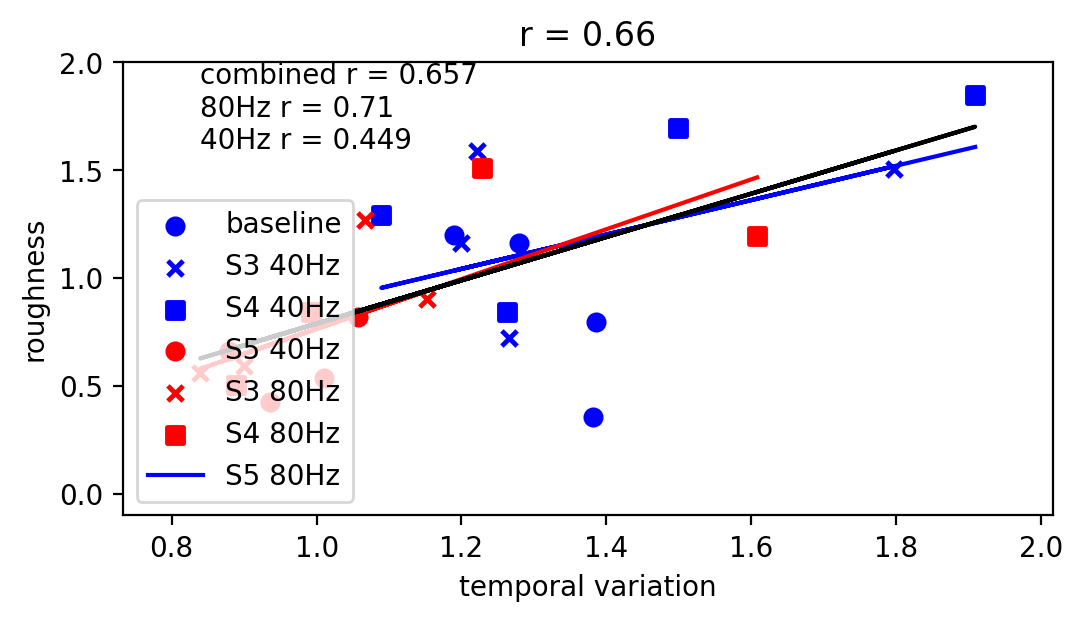 r = 0.66
combined r = 0.657
80Hz r = 0.71
40Hz r = 0.449
baseline
S3 40Hz
S4 40Hz
S5 40Hz
S3 80Hz
S4 80Hz
S5 80Hz
roughness
2.0
1.5
1.0
0.5
0.0
0.8 1.0 1.2 1.4 1.6 1.8 2.0
temporal variation